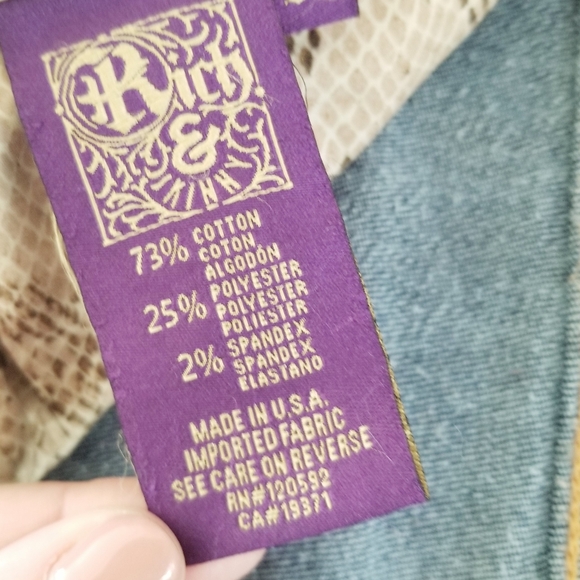 Rich
&
SKINNY
73% COTTON
COTON
ALGODÓN
25% POLYESTER
POLYESTER
POLIESTER
2% SPANDEX
SPANDEX
ELASTANO
MADE IN U.S.A.
IMPORTED FABRIC
SEE CARE ON REVERSE
RN#120592
CA#19371